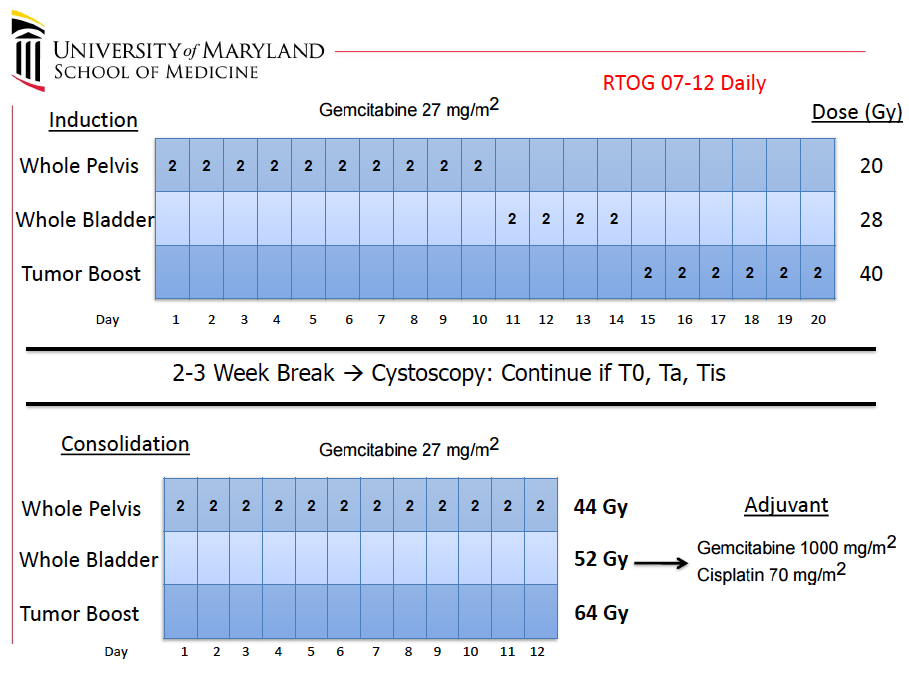 UNIVERSITY of MARYLAND
SCHOOL OF MEDICINE
RTOG 07-12 Daily
Induction
Gemcitabine 27 mg/m2
Dose (Gy)
Whole Pelvis 2 2 2 2 2 2 2 2 2 2 20
Whole Bladder 2 2 2 2 28
Tumor Boost 2 2 2 2 2 2 40
Day 1 2 3 4 5 6 7 8 9 10 11 12 13 14 15 16 17 18 19 20
2-3 Week Break → Cystoscopy: Continue if T0, Ta, Tis
Consolidation
Gemcitabine 27 mg/m2
Whole Pelvis 2 2 2 2 2 2 2 2 2 2 2 2 44 Gy
Whole Bladder 52 Gy
Tumor Boost 64 Gy
Day 1 2 3 4 5 6 7 8 9 10 11 12
Adjuvant
Gemcitabine 1000 mg/m2
Cisplatin 70 mg/m2